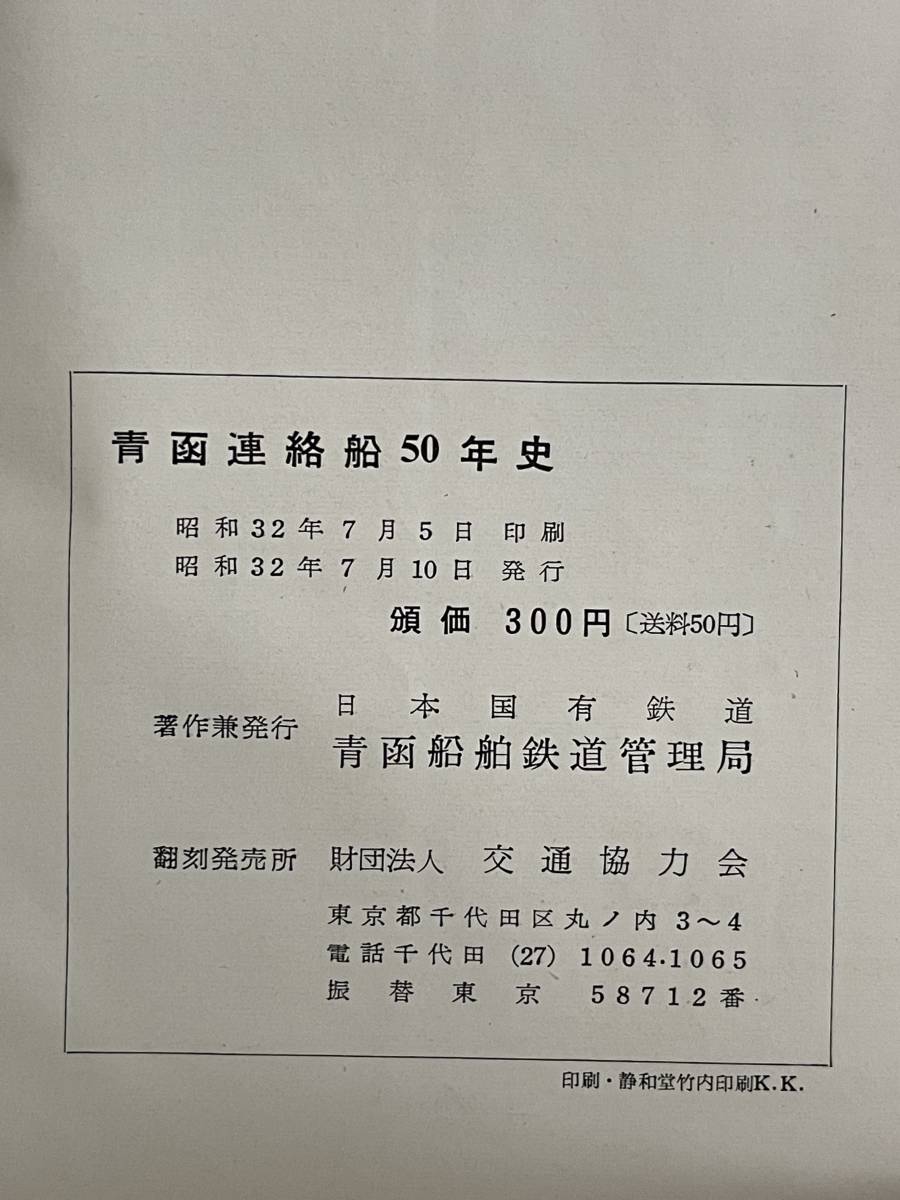 青函連絡船50年史
昭和32年7月5日 印刷
昭和32年7月10日 発行
頒価 300円〔送料50円〕
著作兼発行 日本国有鉄道
青函船舶鉄道管理局
翻刻発売所 財団法人 交通協力会
東京都千代田区丸ノ内3～4
電話千代田(27)1064・1065
振替東京 58712番
印刷・静和堂竹内印刷K.K.